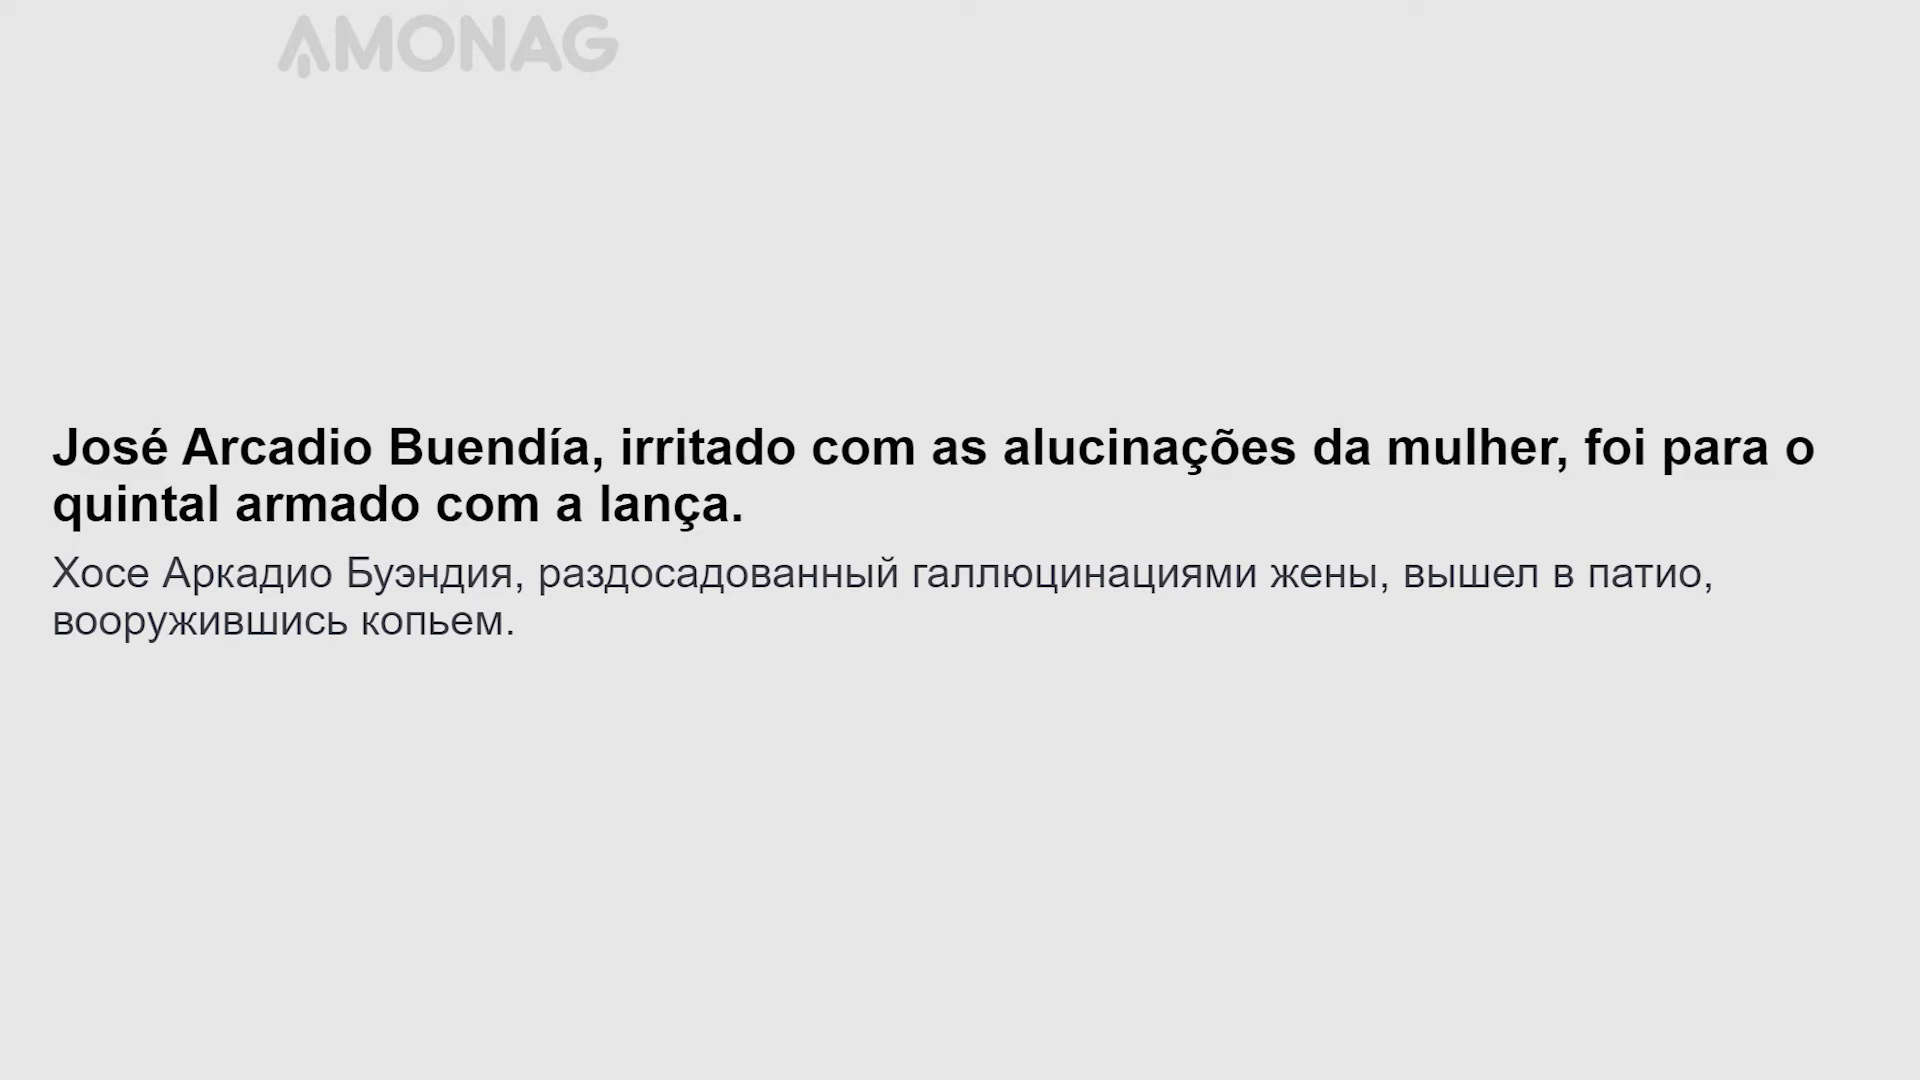 AMONAG
José Arcadio Buendía, irritado com as alucinações da mulher, foi para o
quintal armado com a lança.
Хосе Аркадио Буэндия, раздосадованный галлюцинациями жены, вышел в патио,
вооружившись копьем.